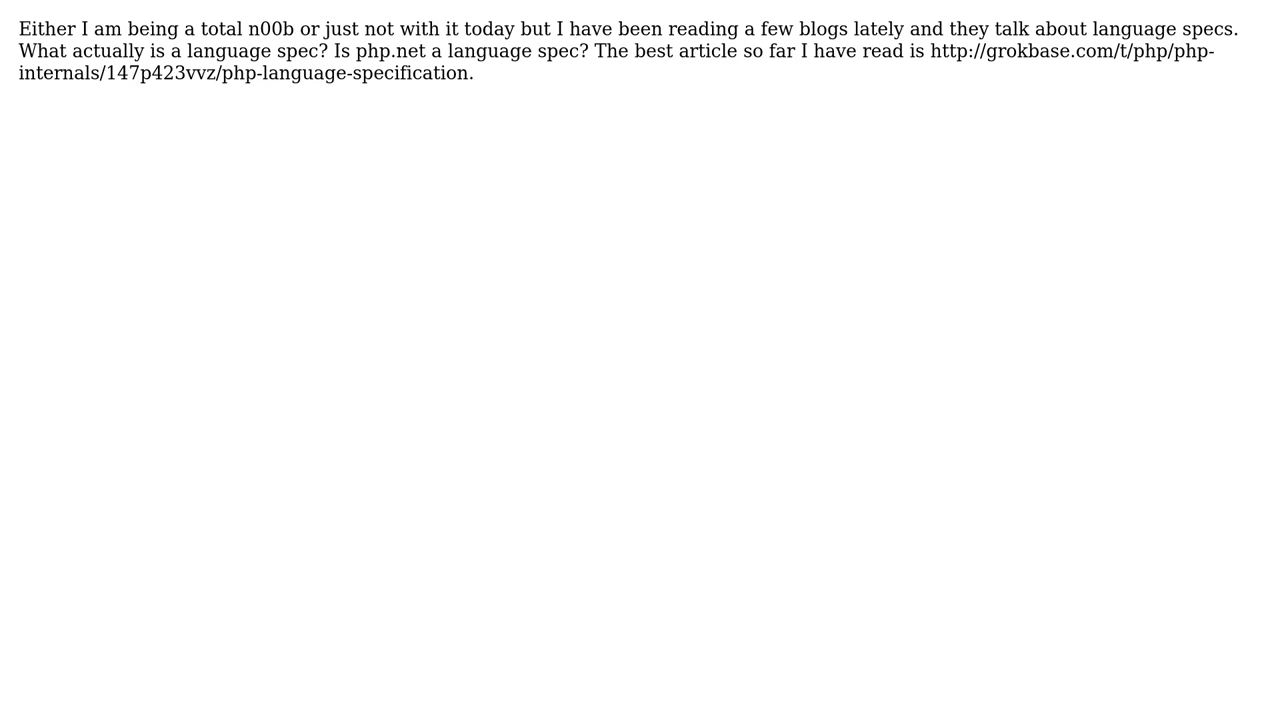 Either I am being a total n00b or just not with it today but I have been reading a few blogs lately and they talk about language specs.
What actually is a language spec? Is php.net a language spec? The best article so far I have read is http://grokbase.com/t/php/php-
internals/147p423vvz/php-language-specification.